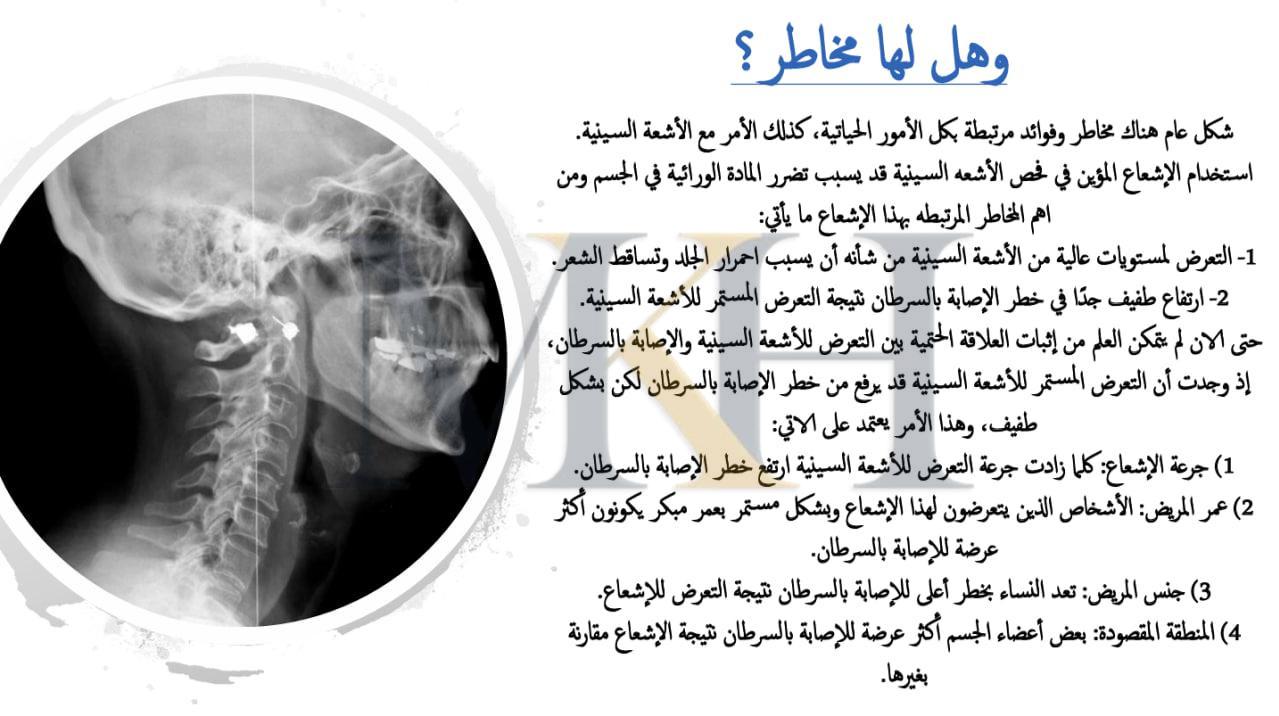 وهل لها مخاطر ؟
شكل عام هناك مخاطر وفوائد مرتبطة بكل الأمور الحياتية، كذلك الأمر مع الأشعة السينية.
استخدام الإشعاع المؤين في فحص الأشعه السينية قد يسبب تضرر المادة الوراثية في الجسم ومن
اهم المخاطر المرتبطه بهذا الإشعاع ما يأتي:
1- التعرض لمستويات عالية من الأشعة السينية من شأنه أن يسبب احمرار الجلد وتساقط الشعر.
2- ارتفاع طفيف جدًا في خطر الإصابة بالسرطان نتيجة التعرض المستمر للأشعة السينية.
حتى الان لم يتمكن العلم من إثبات العلاقة الحتمية بين التعرض للأشعة السينية والإصابة بالسرطان،
إذ وجدت أن التعرض المستمر للأشعة السينية قد يرفع من خطر الإصابة بالسرطان لكن بشكل
طفيف، وهذا الأمر يعتمد على الاتي:
1) جرعة الإشعاع: كلما زادت جرعة التعرض للأشعة السينية ارتفع خطر الإصابة بالسرطان.
2) عمر المريض: الأشخاص الذين يتعرضون لهذا الإشعاع وبشكل مستمر بعمر مبكر يكونون أكثر
عرضة للإصابة بالسرطان.
3) جنس المريض: تعد النساء بخطر أعلى للإصابة بالسرطان نتيجة التعرض للإشعاع.
4) المنطقة المقصودة: بعض أعضاء الجسم أكثر عرضة للإصابة بالسرطان نتيجة الإشعاع مقارنة
بغيرها.
MKH